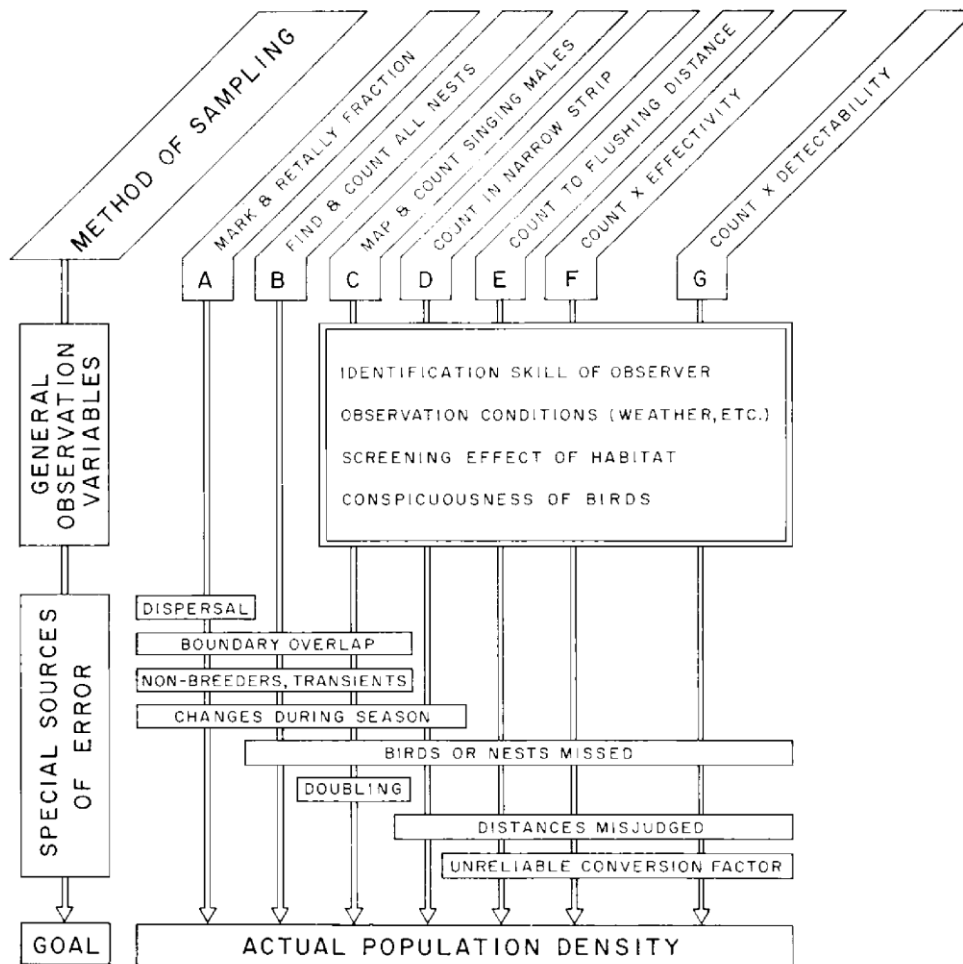 METHOD OF SAMPLING
MARK & RETALLY FRACTION
FIND & COUNT ALL NESTS
MAP & COUNT SINGING MALES
COUNT IN NARROW STRIP
COUNT TO FLUSHING DISTANCE
COUNT X EFFECTIVITY
COUNT X DETECTABILITY
A B C D E F G
GENERAL
OBSERVATION
VARIABLES
IDENTIFICATION SKILL OF OBSERVER
OBSERVATION CONDITIONS (WEATHER, ETC.)
SCREENING EFFECT OF HABITAT
CONSPICUOUSNESS OF BIRDS
SPECIAL SOURCES
OF ERROR
DISPERSAL
BOUNDARY OVERLAP
NON-BREEDERS, TRANSIENTS
CHANGES DURING SEASON
BIRDS OR NESTS MISSED
DOUBLING
DISTANCES MISJUDGED
UNRELIABLE CONVERSION FACTOR
GOAL
ACTUAL POPULATION DENSITY